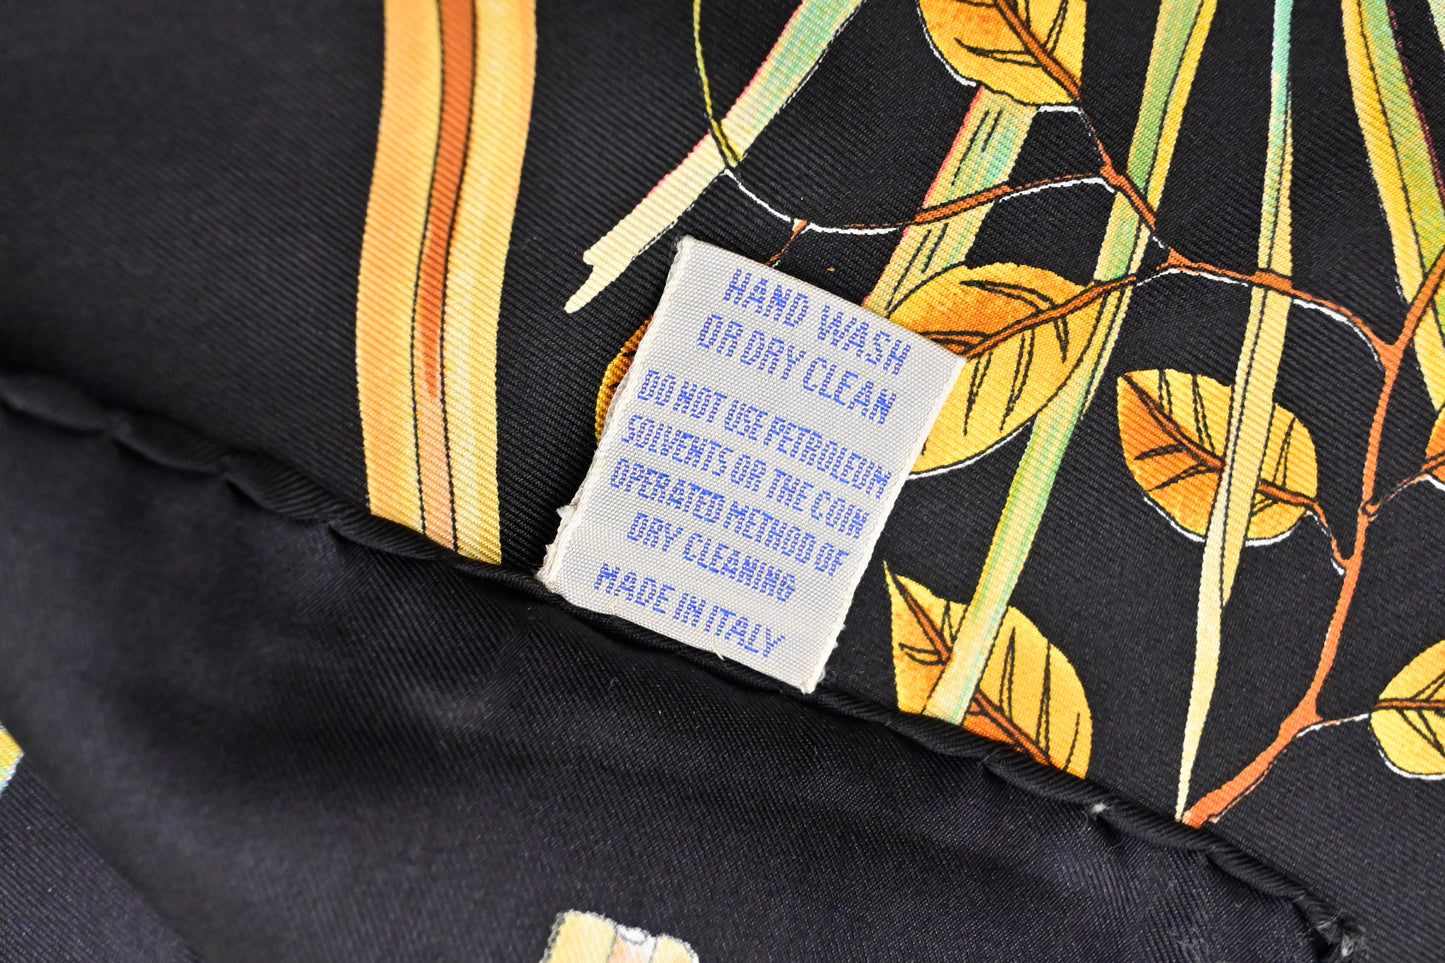 HAND WASH
OR DRY CLEAN
DO NOT USE PETROLEUM
SOLVENTS OR THE COIN
OPERATED METHOD OF
DRY CLEANING
MADE IN ITALY